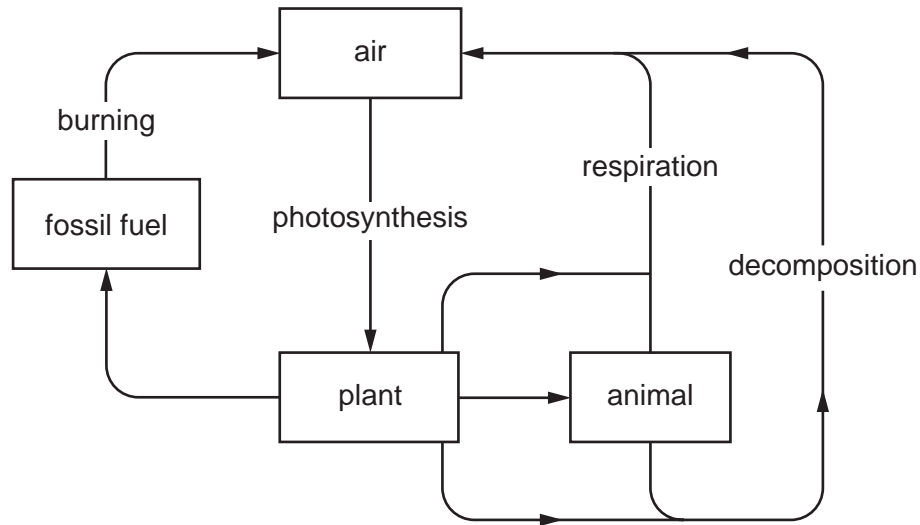 air
burning
respiration
fossil fuel
photosynthesis
decomposition
plant
animal